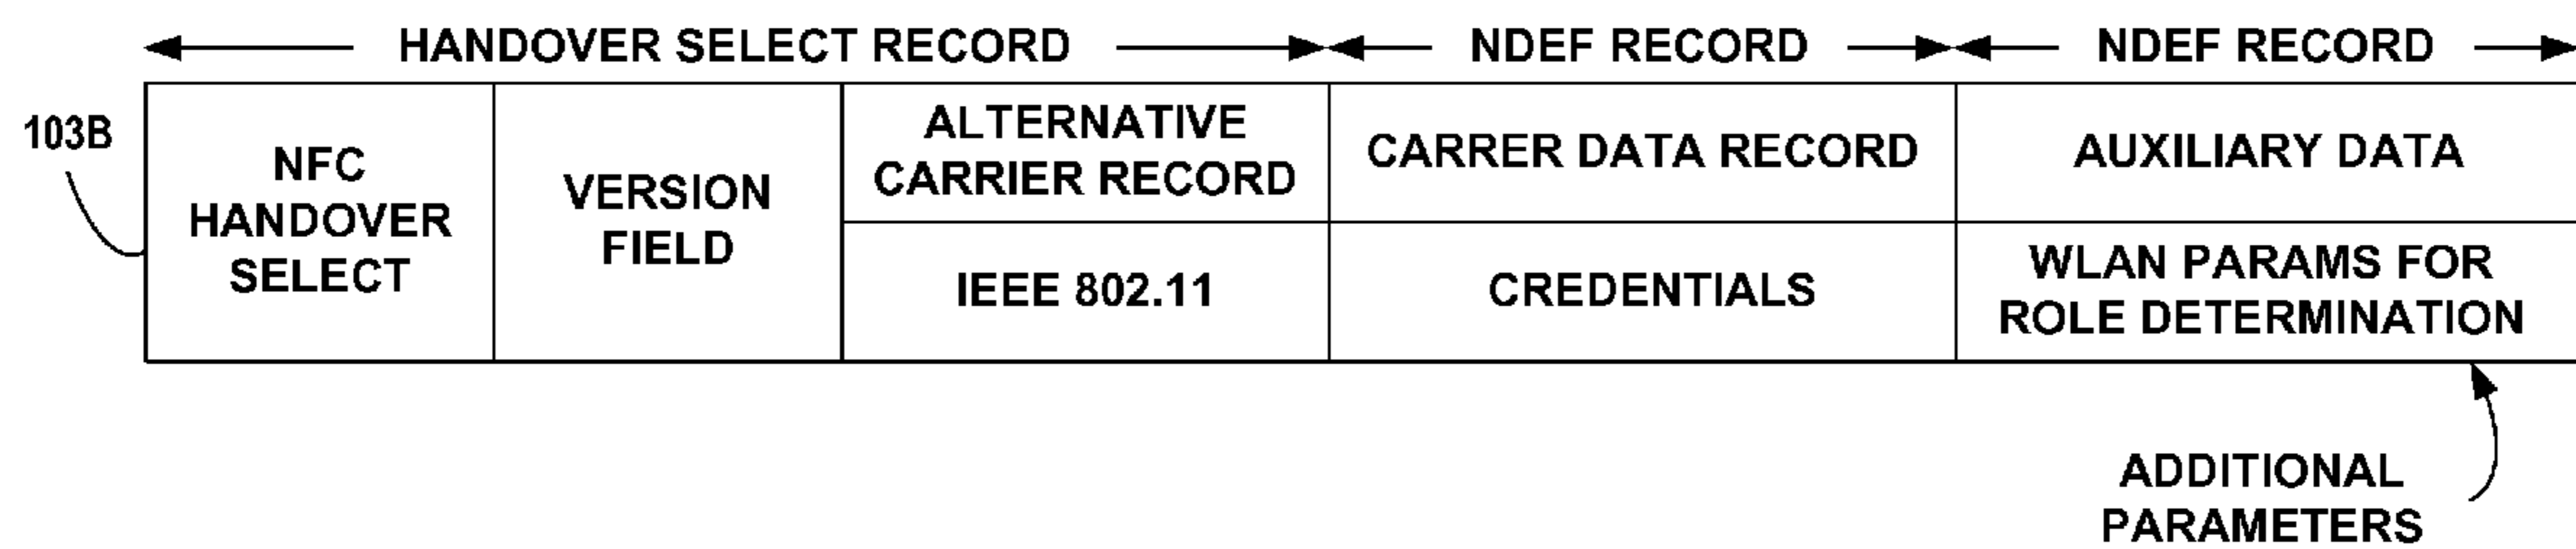 HANDOVER SELECT RECORD
NDEF RECORD
NDEF RECORD
103B
NFC
HANDOVER
SELECT
VERSION
FIELD
ALTERNATIVE
CARRIER RECORD
IEEE 802.11
CARRER DATA RECORD
CREDENTIALS
AUXILIARY DATA
WLAN PARAMS FOR
ROLE DETERMINATION
ADDITIONAL
PARAMETERS